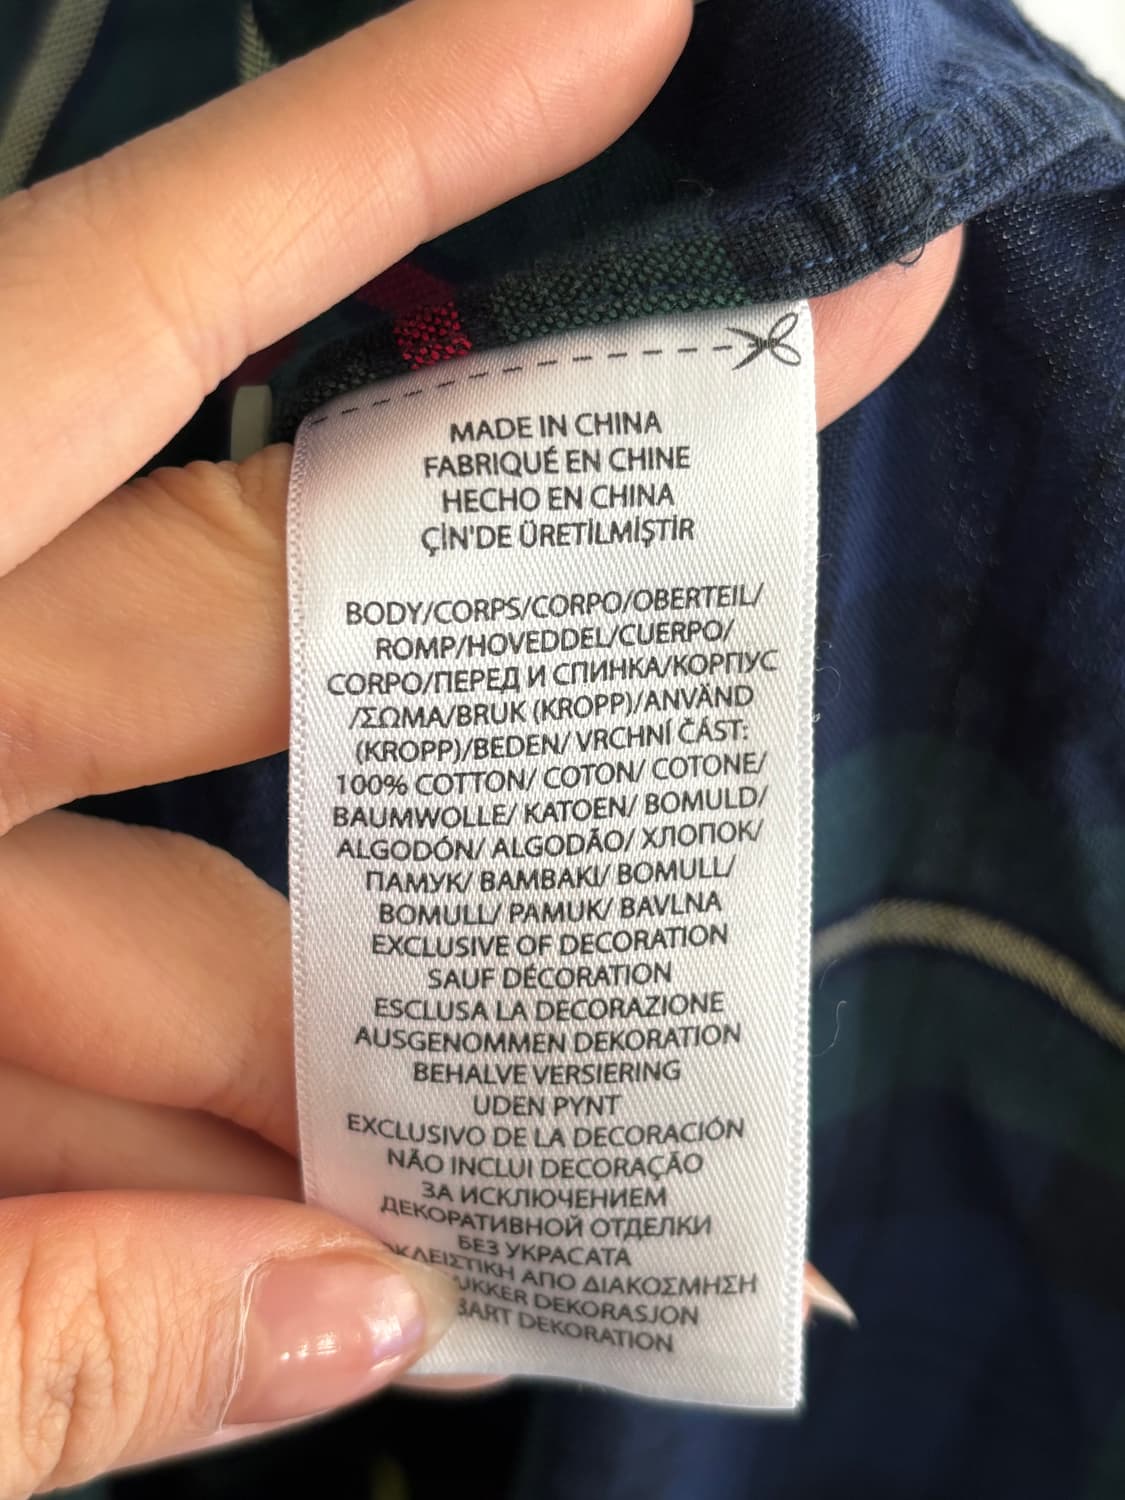 MADE IN CHINA
FABRIQUÉ EN CHINE
HECHO EN CHINA
ÇİN'DE ÜRETİLMİŞTİR
BODY/CORPS/CORPO/OBERTEIL/
ROMP/HOVEDDEL/CUERPO/
CORPO/ПЕРЕД И СПИНКА/КОРПУС
/ΣΩΜΑ/BRUK (KROPP)/ANVÄND
(KROPP)/BEDEN/ VRCHNÍ ČÁST:
100% COTTON/ COTON/ COTONE/
BAUMWOLLE/ KATOEN/ BOMULD/
ALGODÓN/ ALGODÃO/ ХЛОПОК/
ПАМУК/ ΒΑΜΒΑΚΙ/ BOMULL/
BOMULL/ PAMUK/ BAVLNA
EXCLUSIVE OF DECORATION
SAUF DÉCORATION
ESCLUSA LA DECORAZIONE
AUSGENOMMEN DEKORATION
BEHALVE VERSIERING
UDEN PYNT
EXCLUSIVO DE LA DECORACIÓN
NÃO INCLUI DECORAÇÃO
ЗА ИСКЛЮЧЕНИЕМ
ДЕКОРАТИВНОЙ ОТДЕЛКИ
БЕЗ УКРАСАТА
ΑΠΟ ΔΙΑΚΟΣΜΗΣΗ
DEKORASJON
DEKORATION